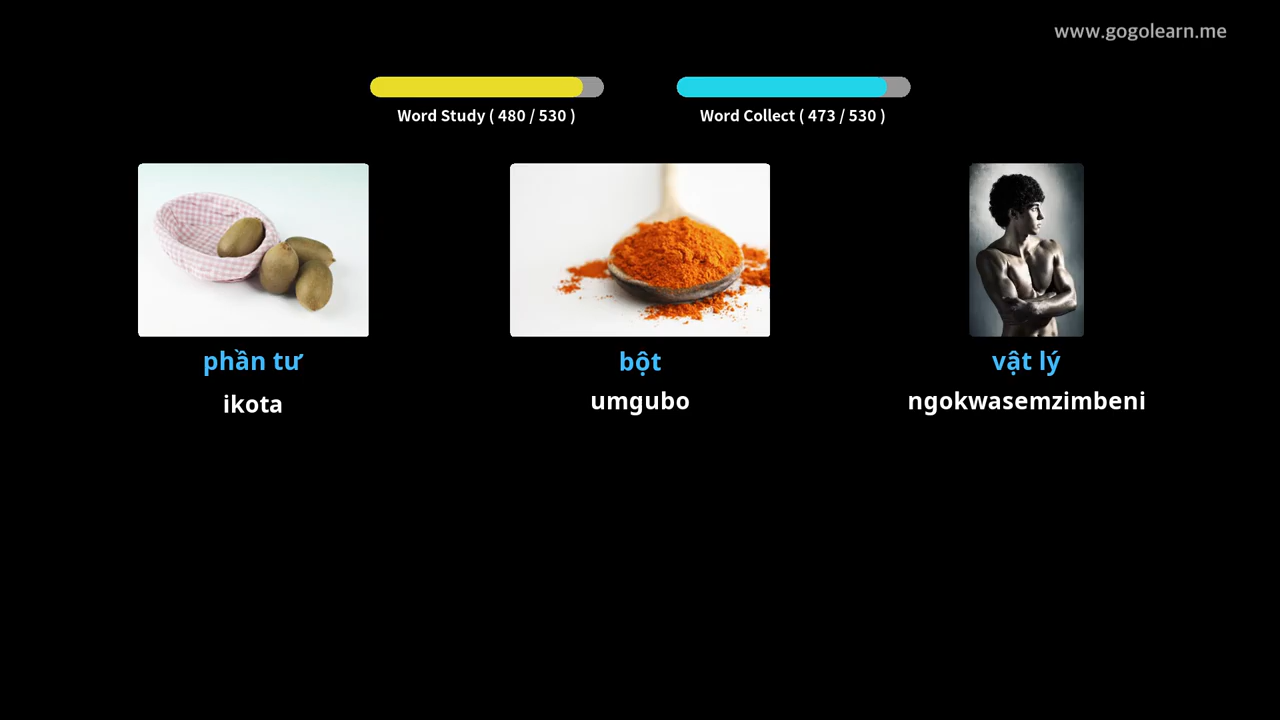 www.gogolearn.me
Word Study ( 480 / 530 )
Word Collect ( 473 / 530 )
phần tư
bột
vật lý
ikota
umgubo
ngokwasemzimbeni